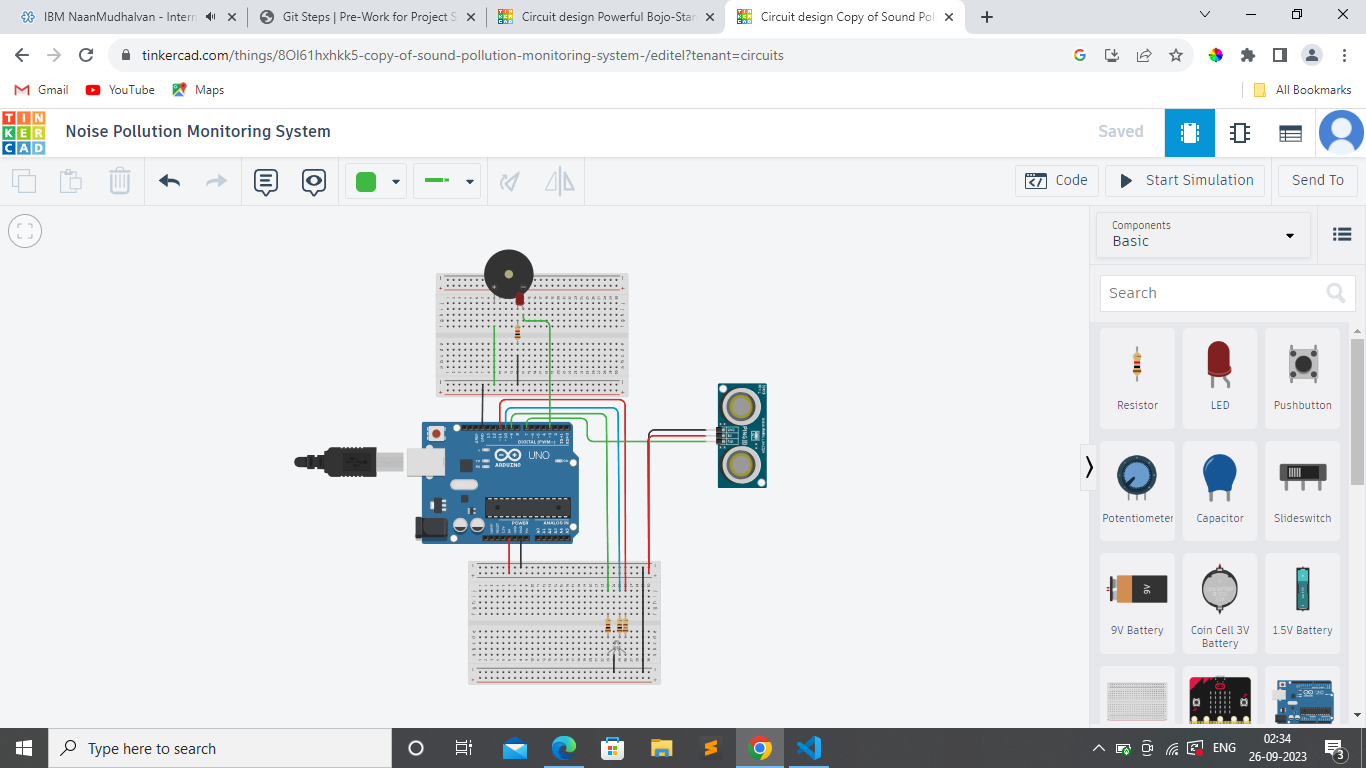 IBM NaanMudhalvan - Intern
Git Steps | Pre-Work for Project S
Circuit design Powerful Bojo-Star
Circuit design Copy of Sound Pol
tinkercad.com/things/8Ol61hxhkk5-copy-of-sound-pollution-monitoring-system-/editel?tenant=circuits
Gmail
YouTube
Maps
All Bookmarks
TINKERCAD
Noise Pollution Monitoring System
Saved
Code
Start Simulation
Send To
Components
Basic
Search
Resistor
LED
Pushbutton
Potentiometer
Capacitor
Slideswitch
9V
9V Battery
Coin Cell 3V
Battery
1.5V Battery
DIGITAL (PWM~)
UNO
ARDUINO
POWER
ANALOG IN
Type here to search
ENG
02:34
26-09-2023
3